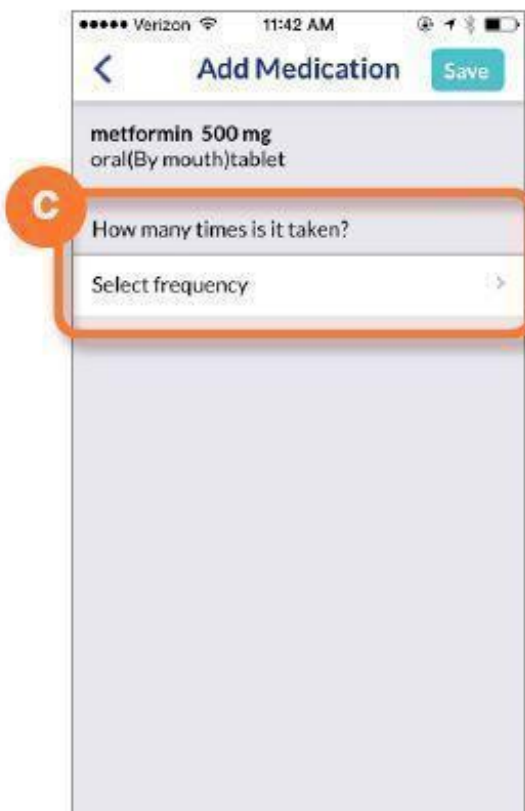 Verizon 11:42 AM
Add Medication Save
metformin 500 mg
oral(By mouth)tablet
C
How many times is it taken?
Select frequency